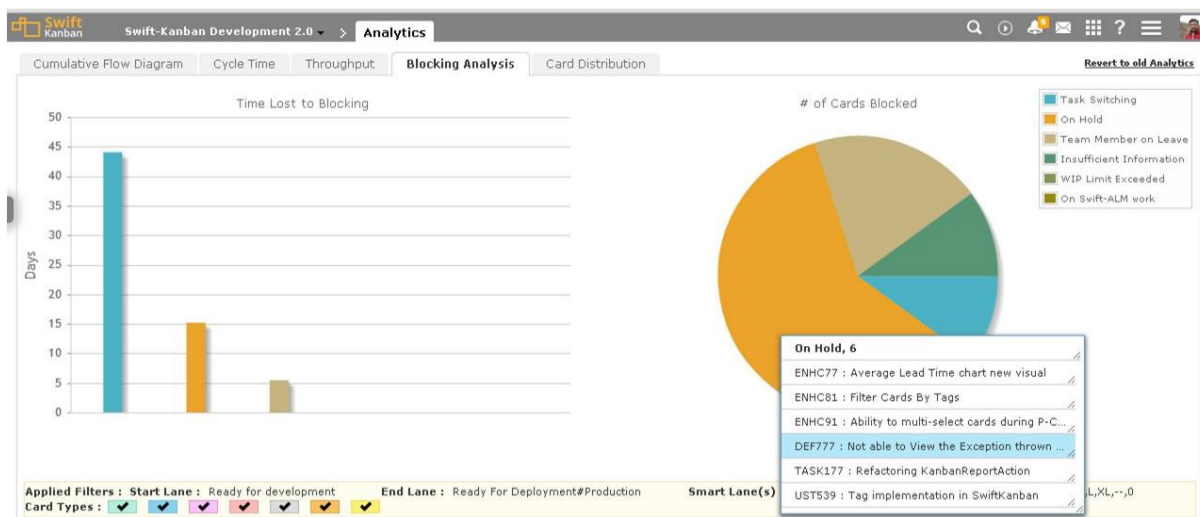 Swift
Kanban
Swift-Kanban Development 2.0 > Analytics
?
Cumulative Flow Diagram Cycle Time Throughput Blocking Analysis Card Distribution Revert to old Analytics
Time Lost to Blocking
50
45
40
35
30
25
20
15
10
5
0
Days
# of Cards Blocked
Task Switching
On Hold
Team Member on Leave
Insufficient Information
WIP Limit Exceeded
On Swift-ALM work
On Hold, 6
ENHC77 : Average Lead Time chart new visual
ENHC81 : Filter Cards By Tags
ENHC91 : Ability to multi-select cards during P-C...
DEF777 : Not able to View the Exception thrown ...
TASK177 : Refactoring KanbanReportAction
UST539 : Tag implementation in SwiftKanban
Applied Filters : Start Lane : Ready for development End Lane : Ready For Deployment#Production Smart Lane(s) ,L,XL,--,0
Card Types :